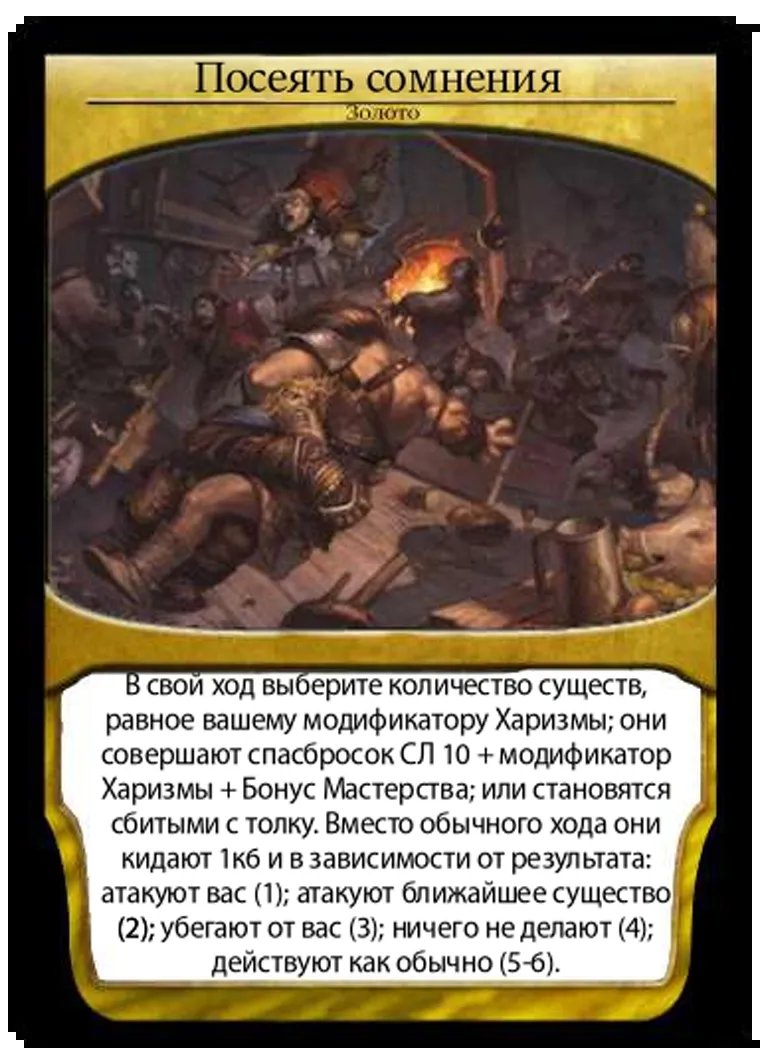 Посеять сомнения
Золото
В свой ход выберите количество существ,
равное вашему модификатору Харизмы; они
совершают спасбросок СЛ 10 + модификатор
Харизмы + Бонус Мастерства; или становятся
сбитыми с толку. Вместо обычного хода они
кидают 1к6 и в зависимости от результата:
атакуют вас (1); атакуют ближайшее существо
(2); убегают от вас (3); ничего не делают (4);
действуют как обычно (5-6).